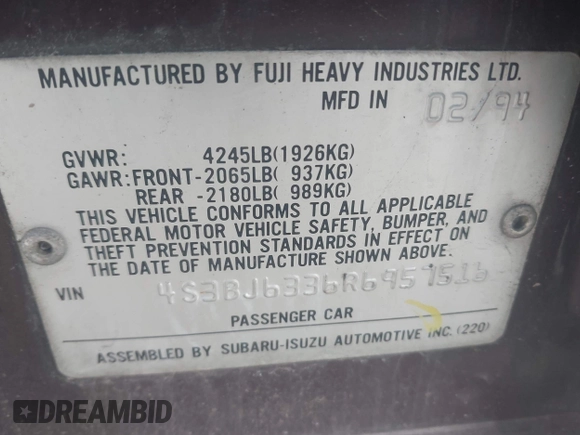 MANUFACTURED BY FUJI HEAVY INDUSTRIES LTD.
MFD IN 02/94
GVWR: 4245LB(1926KG)
GAWR:FRONT-2065LB( 937KG)
REAR -2180LB( 989KG)
THIS VEHICLE CONFORMS TO ALL APPLICABLE
FEDERAL MOTOR VEHICLE SAFETY, BUMPER, AND
THEFT PREVENTION STANDARDS IN EFFECT ON
THE DATE OF MANUFACTURE SHOWN ABOVE.
VIN 4S3BJ6336R6957516
PASSENGER CAR
ASSEMBLED BY SUBARU-ISUZU AUTOMOTIVE INC.(220)
DREAMBID